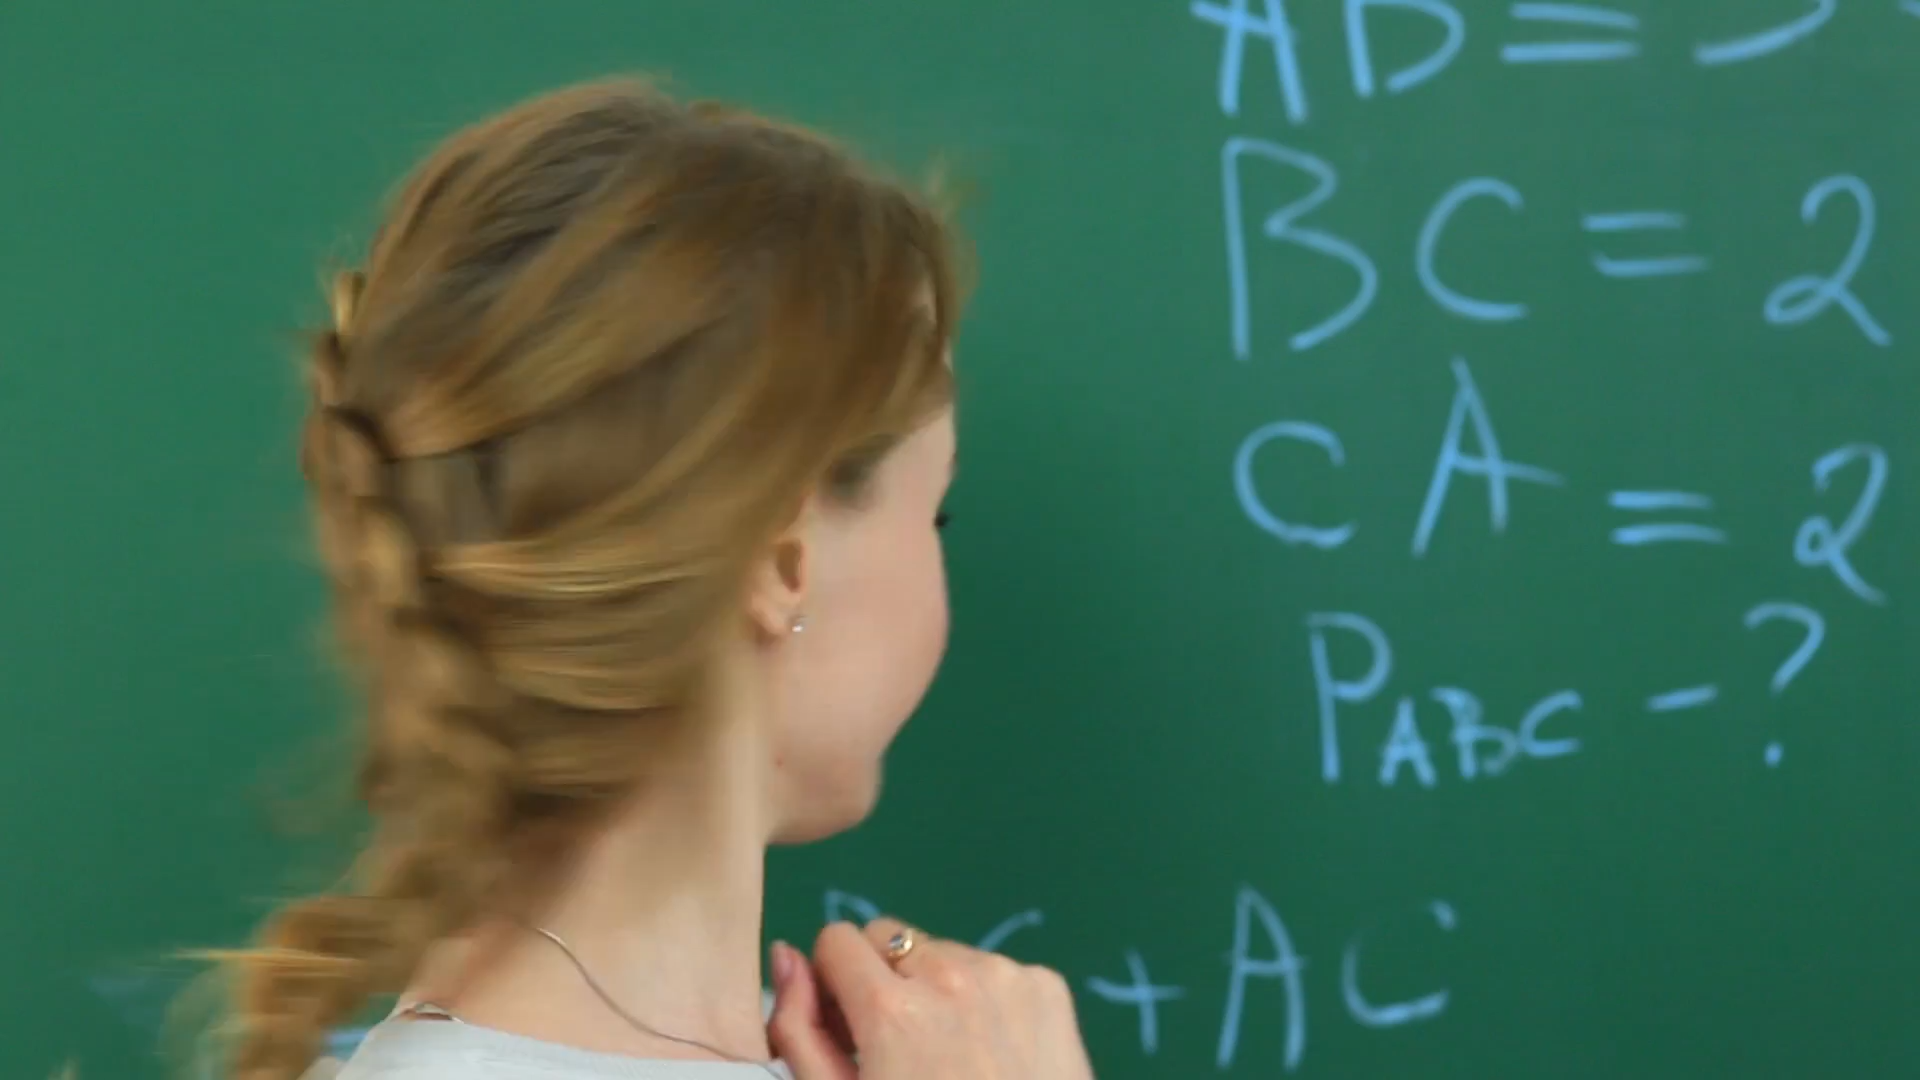 AB =
BC = 2
CA = 2
PABC - ?
+ AC